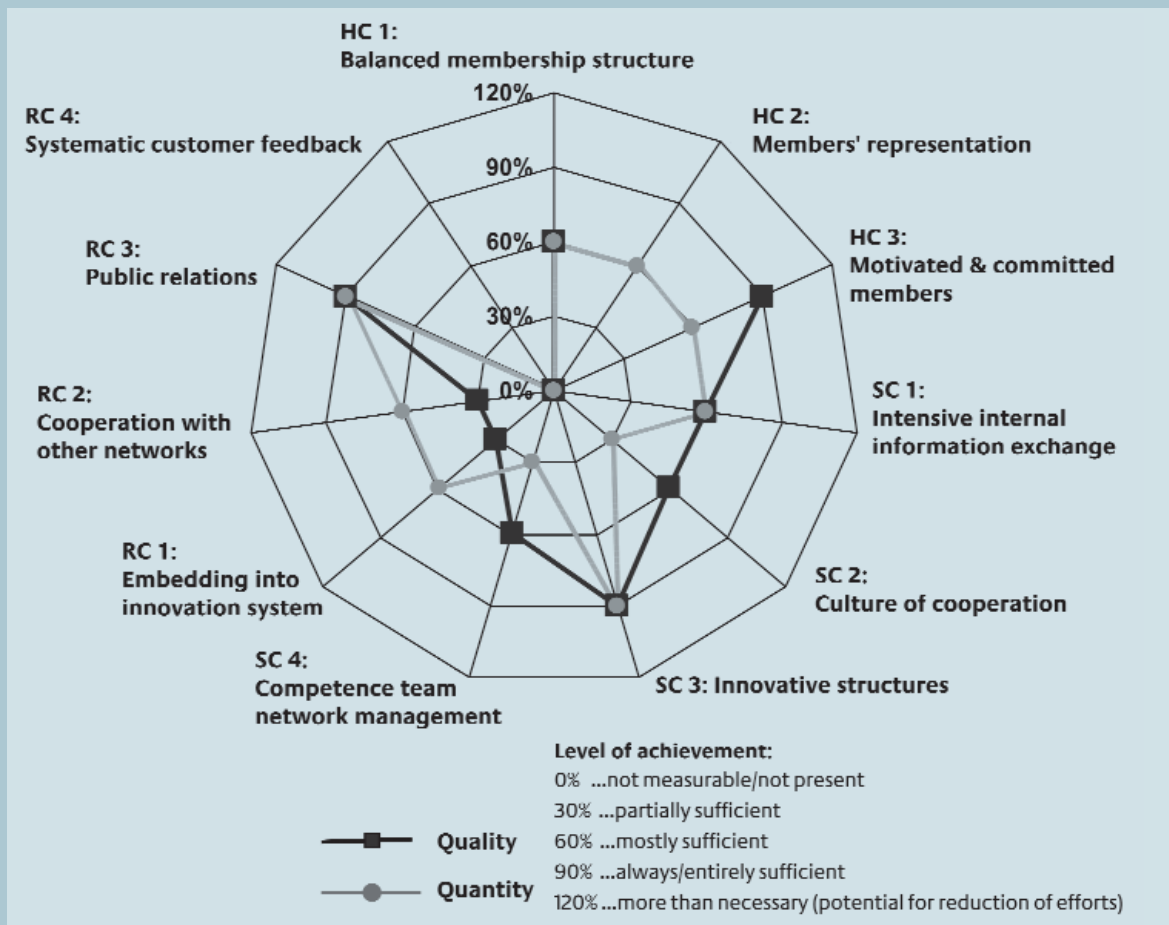 HC 1:
Balanced membership structure
120%
90%
60%
30%
0%
HC 2:
Members' representation
HC 3:
Motivated & committed
members
SC 1:
Intensive internal
information exchange
SC 2:
Culture of cooperation
SC 3: Innovative structures
SC 4:
Competence team
network management
RC 1:
Embedding into
innovation system
RC 2:
Cooperation with
other networks
RC 3:
Public relations
RC 4:
Systematic customer feedback
Quality
Quantity
Level of achievement:
0% ...not measurable/not present
30% ...partially sufficient
60% ...mostly sufficient
90% ...always/entirely sufficient
120% ...more than necessary (potential for reduction of efforts)